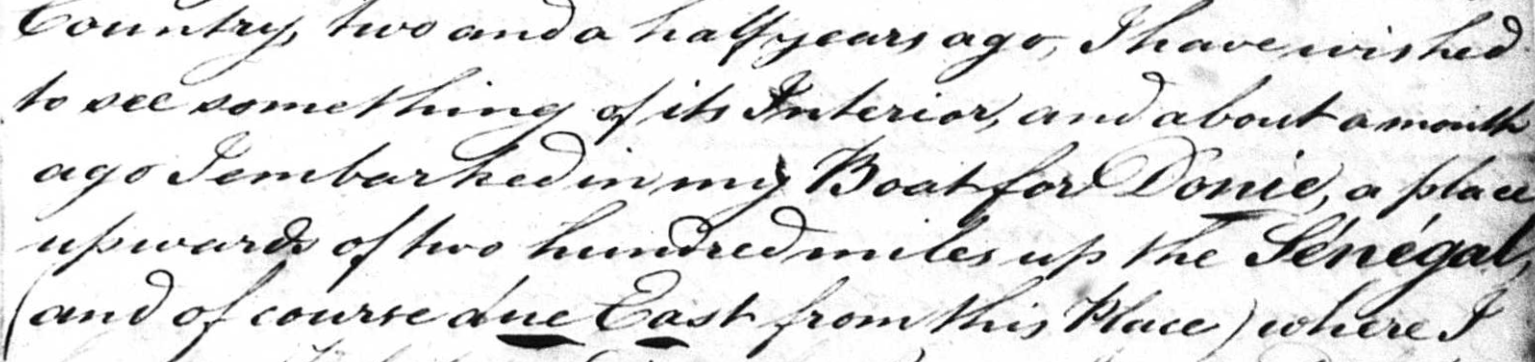 Country, two and a half years ago, I have wished
to see something of its Interior, and about a month
ago I embarked in my Boat for Donié, a place
upwards of two hundred miles up the Sénégal,
(and of course due East from this Place) where I